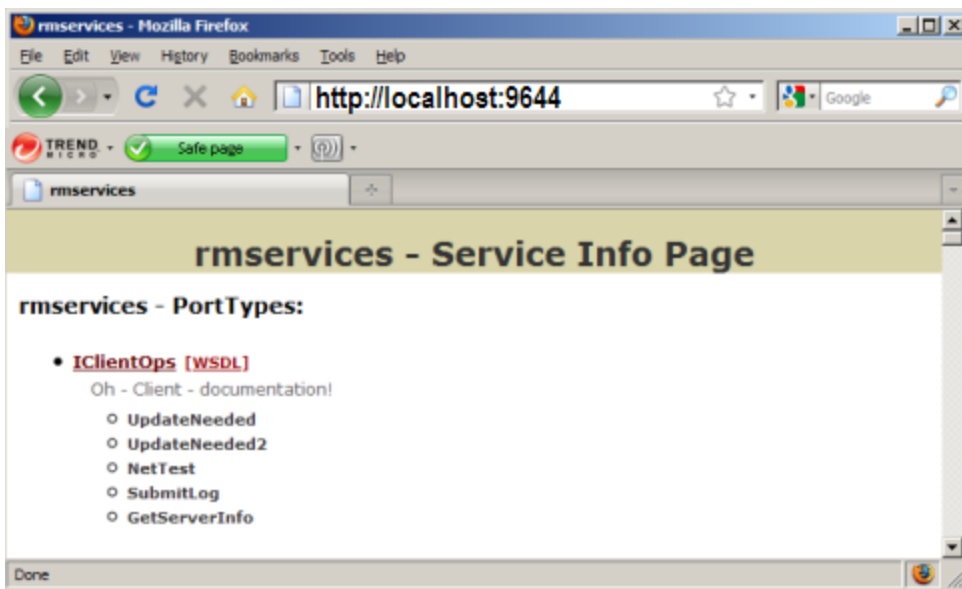 rmservices - Mozilla Firefox
File Edit View History Bookmarks Tools Help
http://localhost:9644 Google
TREND MICRO Safe page
rmservices
rmservices - Service Info Page
rmservices - PortTypes:
IClientOps [WSDL]
Oh - Client - documentation!
UpdateNeeded
UpdateNeeded2
NetTest
SubmitLog
GetServerInfo
Done